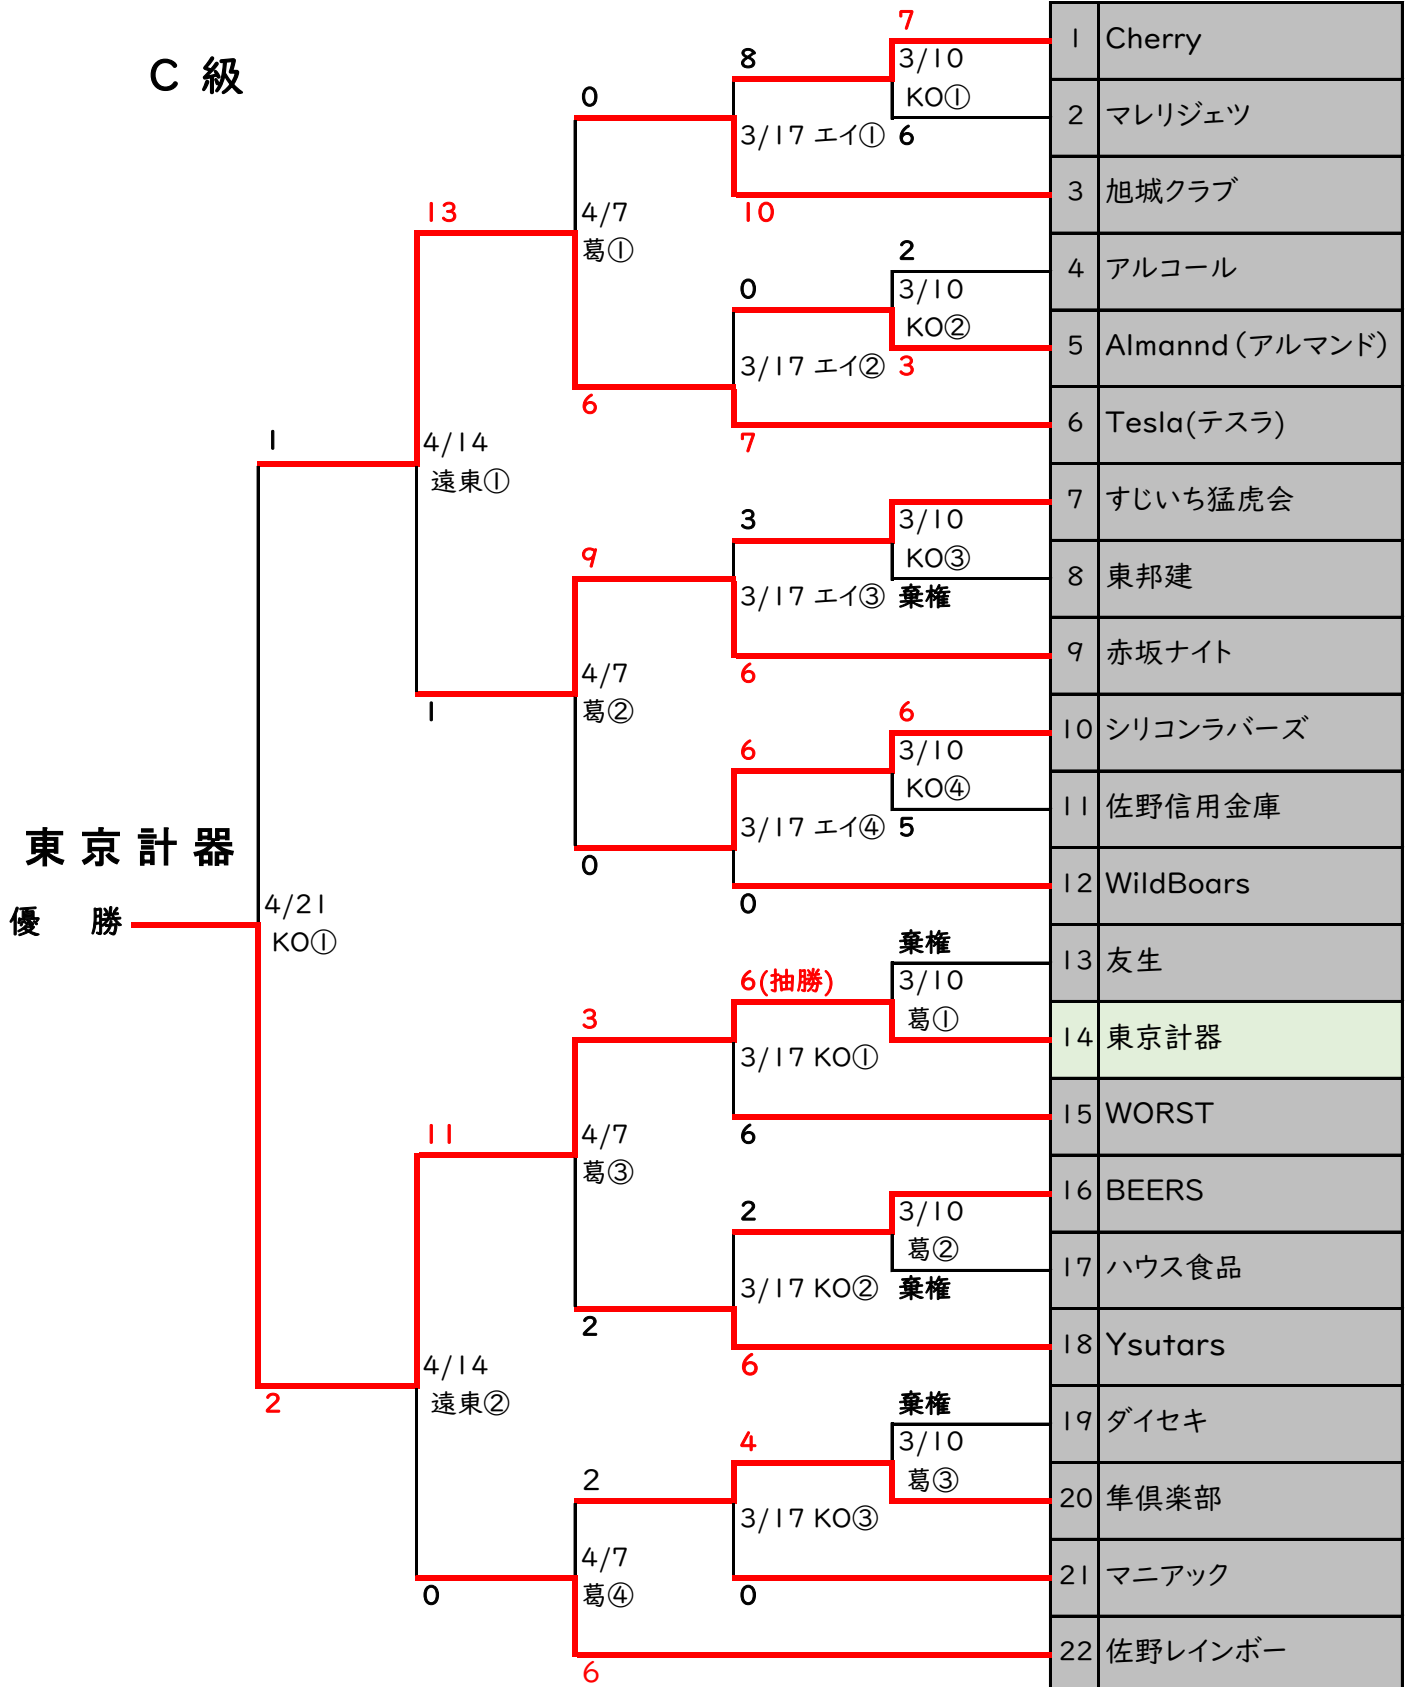 C 級
7
1 Cherry
3/10
KO①
8
0
2 マレリジェツ
3/17 エイ① 6
3 旭城クラブ
13
4/7
葛①
10
2
4 アルコール
0
3/10
KO②
5 Almannd(アルマンド)
3/17 エイ② 3
6
6 Tesla(テスラ)
7
1
4/14
遠東①
7 すじいち猛虎会
3
3/10
KO③
9
8 東邦建
3/17 エイ③ 棄権
9 赤坂ナイト
6
4/7
葛②
1
6
10 シリコンラバーズ
6
3/10
KO④
11 佐野信用金庫
3/17 エイ④ 5
0
12 WildBoars
0
東京計器
優 勝
4/21
KO①
棄権
13 友生
6(抽勝)
3/10
葛①
3
14 東京計器
3/17 KO①
15 WORST
6
11
4/7
葛③
16 BEERS
2
3/10
葛②
17 ハウス食品
3/17 KO② 棄権
2
18 Ysutars
6
2
4/14
遠東②
棄権
19 ダイセキ
4
3/10
葛③
2
20 隼倶楽部
3/17 KO③
21 マニアック
0
4/7
葛④
0
22 佐野レインボー
6